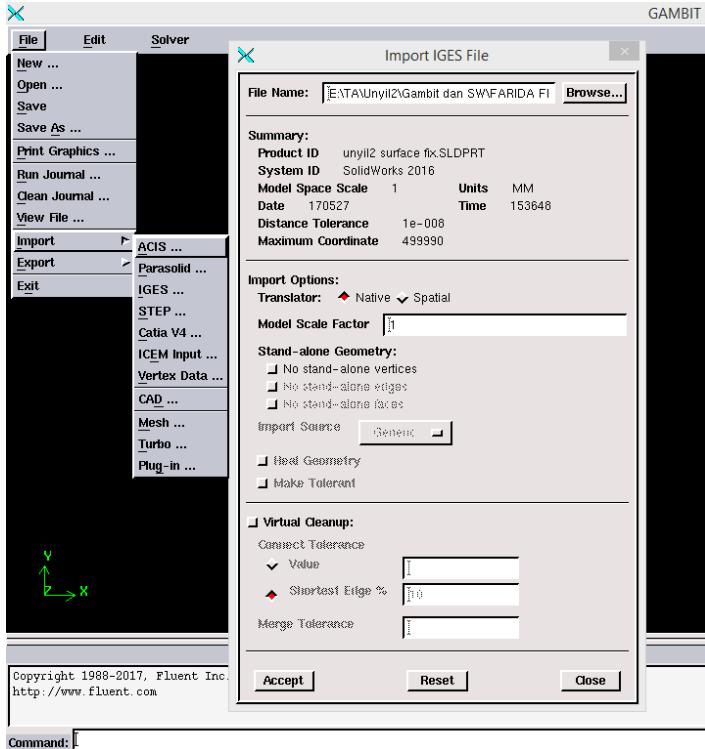 GAMBIT
File Edit Solver
New ...
Open ...
Save
Save As ...
Print Graphics ...
Run Journal ...
Clean Journal ...
View File ...
Import
Export
Exit
ACIS ...
Parasolid ...
IGES ...
STEP ...
Catia V4 ...
ICEM Input ...
Vertex Data ...
CAD ...
Mesh ...
Turbo ...
Plug-in ...
Import IGES File
File Name: E:\TA\Unyil2\Gambit dan SW\FARIDA FI Browse...
Summary:
Product ID unyil2 surface fix.SLDPRT
System ID SolidWorks 2016
Model Space Scale 1 Units MM
Date 170527 Time 153648
Distance Tolerance 1e-008
Maximum Coordinate 499990
Import Options:
Translator: Native Spatial
Model Scale Factor 1
Stand-alone Geometry:
No stand-alone vertices
No stand-alone edges
No stand-alone faces
Import Source Generic
Heal Geometry
Make Tolerant
Virtual Cleanup:
Connect Tolerance
Value
Shortest Edge % 10
Merge Tolerance
Accept Reset Close
Y
Z X
Copyright 1988-2017, Fluent Inc.
http://www.fluent.com
Command: